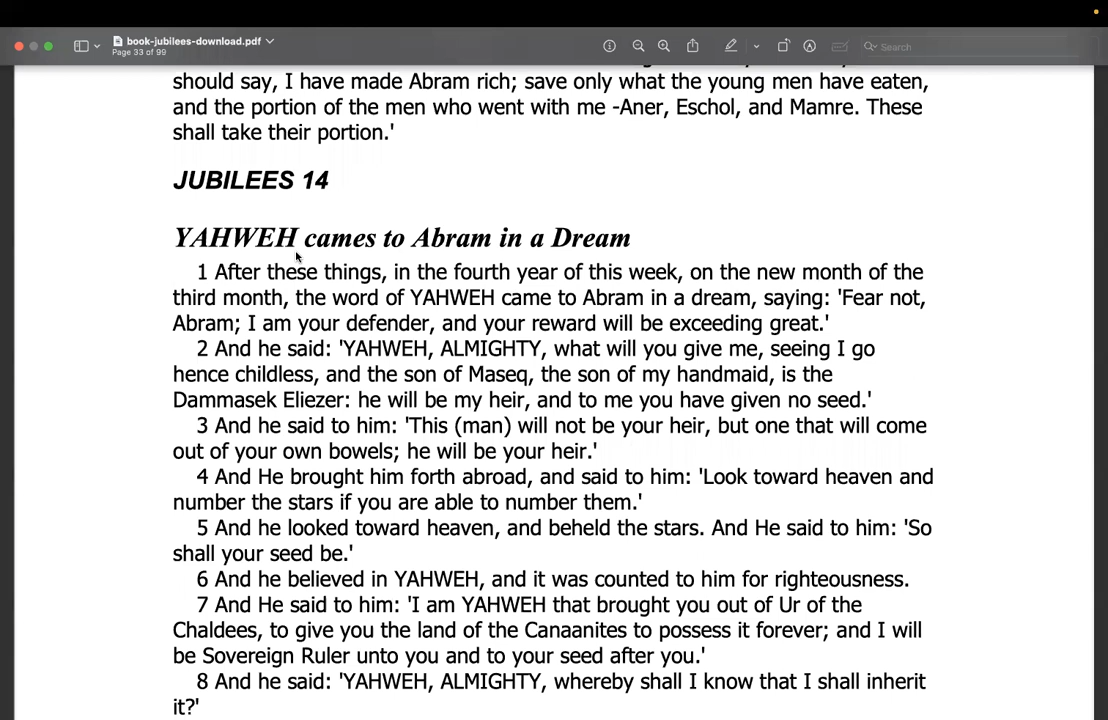 book-jubilees-download.pdf
Page 33 of 99
Search
should say, I have made Abram rich; save only what the young men have eaten,
and the portion of the men who went with me -Aner, Eschol, and Mamre. These
shall take their portion.'
JUBILEES 14
YAHWEH cames to Abram in a Dream
1 After these things, in the fourth year of this week, on the new month of the
third month, the word of YAHWEH came to Abram in a dream, saying: 'Fear not,
Abram; I am your defender, and your reward will be exceeding great.'
2 And he said: 'YAHWEH, ALMIGHTY, what will you give me, seeing I go
hence childless, and the son of Maseq, the son of my handmaid, is the
Dammasek Eliezer: he will be my heir, and to me you have given no seed.'
3 And he said to him: 'This (man) will not be your heir, but one that will come
out of your own bowels; he will be your heir.'
4 And He brought him forth abroad, and said to him: 'Look toward heaven and
number the stars if you are able to number them.'
5 And he looked toward heaven, and beheld the stars. And He said to him: 'So
shall your seed be.'
6 And he believed in YAHWEH, and it was counted to him for righteousness.
7 And He said to him: 'I am YAHWEH that brought you out of Ur of the
Chaldees, to give you the land of the Canaanites to possess it forever; and I will
be Sovereign Ruler unto you and to your seed after you.'
8 And he said: 'YAHWEH, ALMIGHTY, whereby shall I know that I shall inherit
it?'